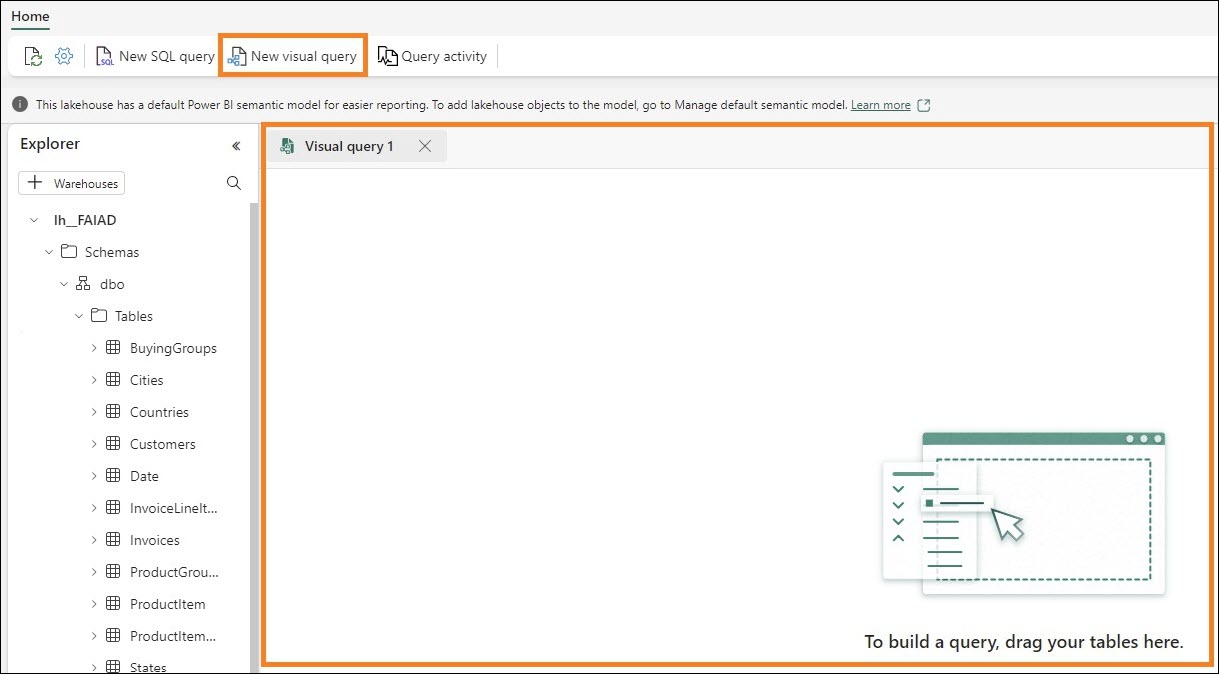 Home
New SQL query New visual query Query activity
This lakehouse has a default Power BI semantic model for easier reporting. To add lakehouse objects to the model, go to Manage default semantic model. Learn more
Explorer
Visual query 1
Warehouses
lh__FAIAD
Schemas
dbo
Tables
BuyingGroups
Cities
Countries
Customers
Date
InvoiceLineIt...
Invoices
ProductGrou...
ProductItem
ProductItem...
States
To build a query, drag your tables here.